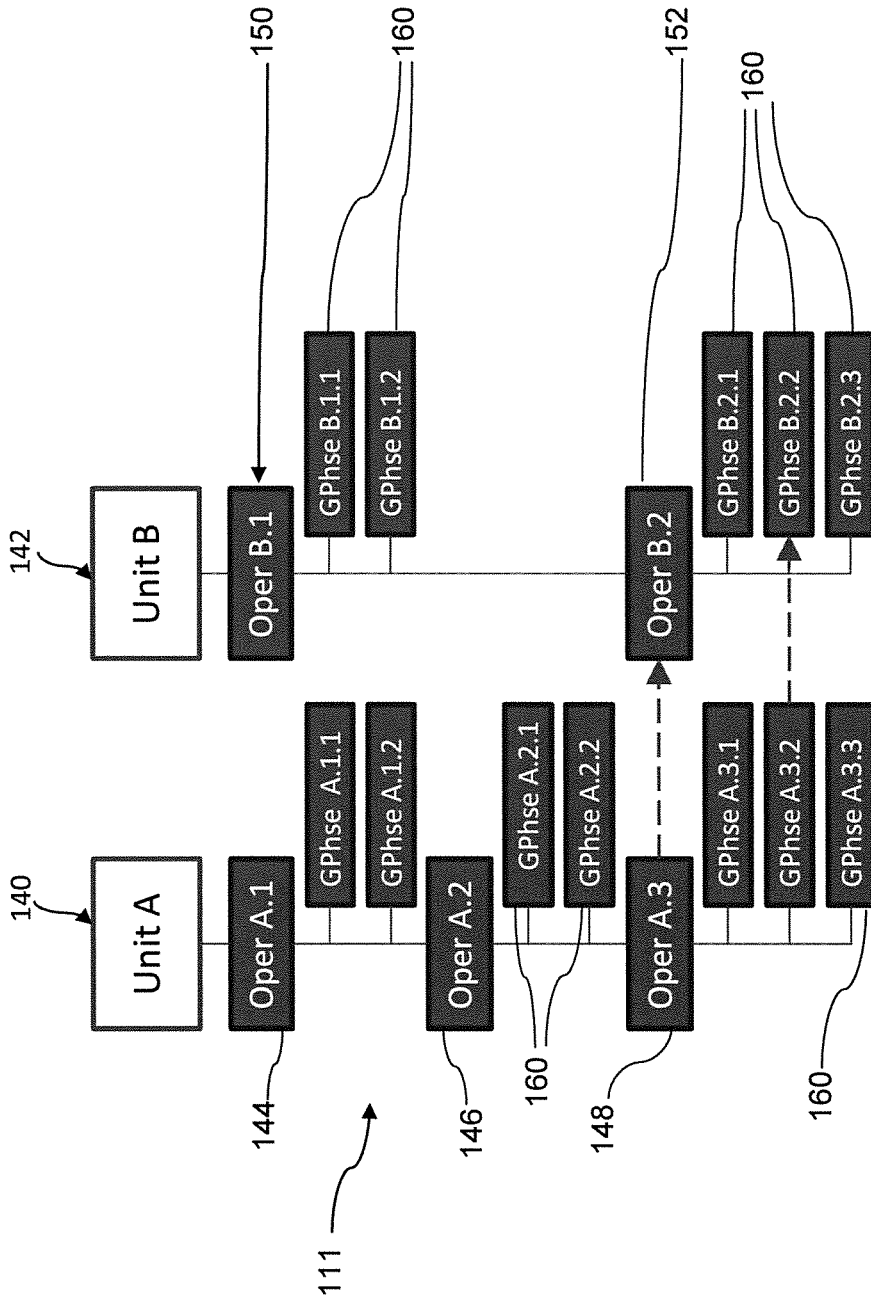 111
140
Unit A
144
Oper A.1
GPhse A.1.1
GPhse A.1.2
146
Oper A.2
GPhse A.2.1
GPhse A.2.2
160
148
Oper A.3
GPhse A.3.1
GPhse A.3.2
GPhse A.3.3
160
142
Unit B
Oper B.1
150
GPhse B.1.1
GPhse B.1.2
160
Oper B.2
152
GPhse B.2.1
GPhse B.2.2
GPhse B.2.3
160